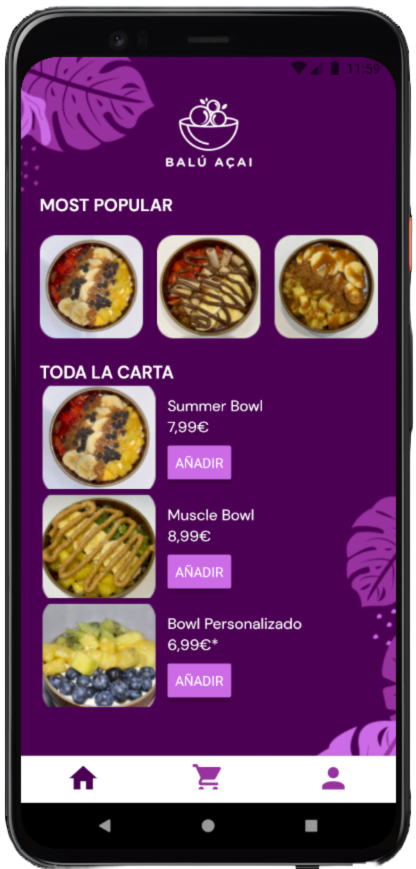 11:59
BALÚ AÇAI
MOST POPULAR
TODA LA CARTA
Summer Bowl
7,99€
AÑADIR
Muscle Bowl
8,99€
AÑADIR
Bowl Personalizado
6,99€*
AÑADIR